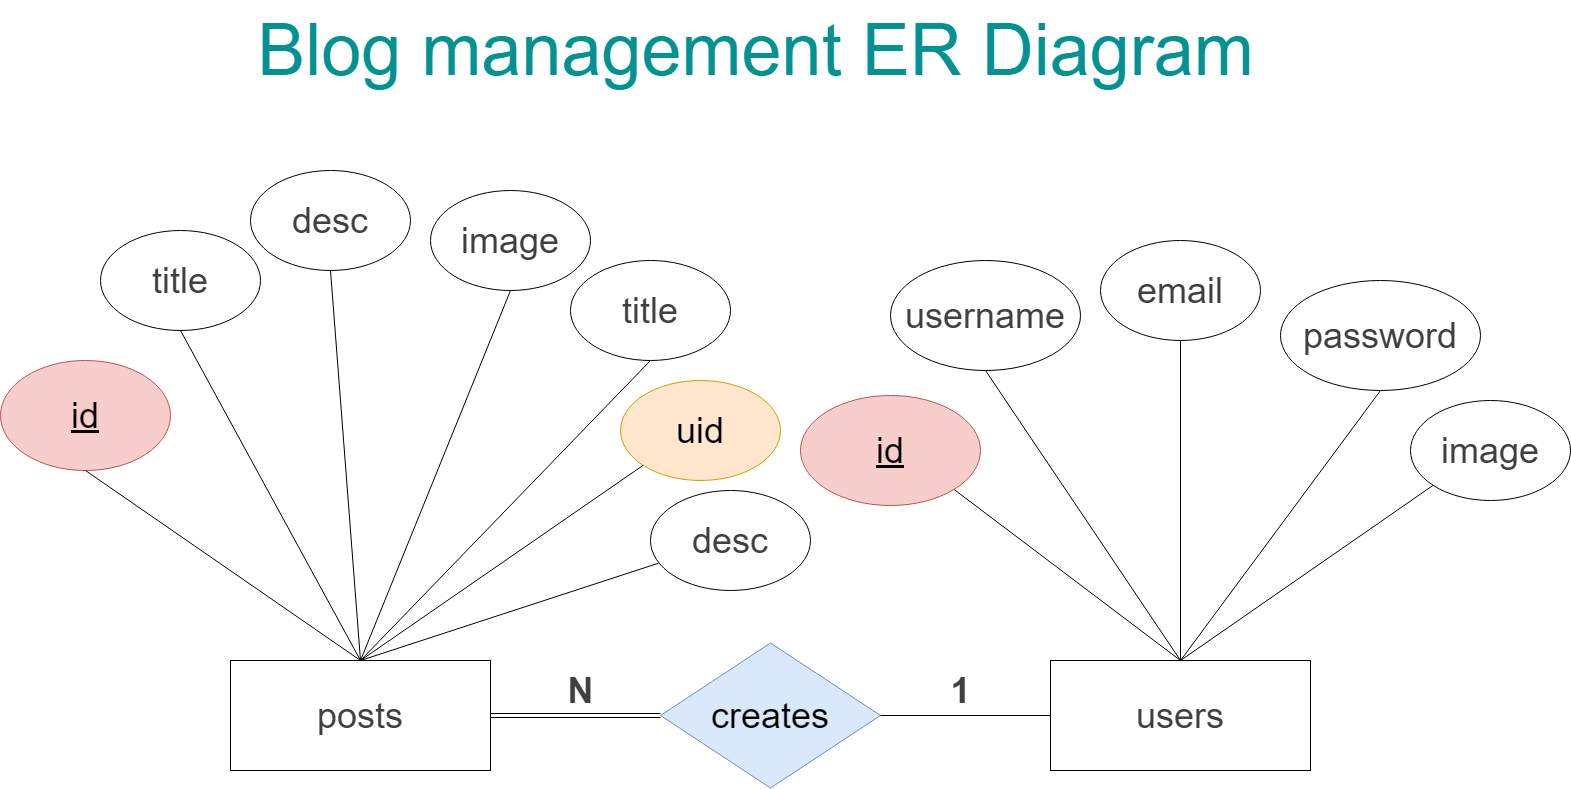 Blog management ER Diagram
desc
image
title
title
username
email
password
id
uid
id
image
desc
posts
N
creates
1
users